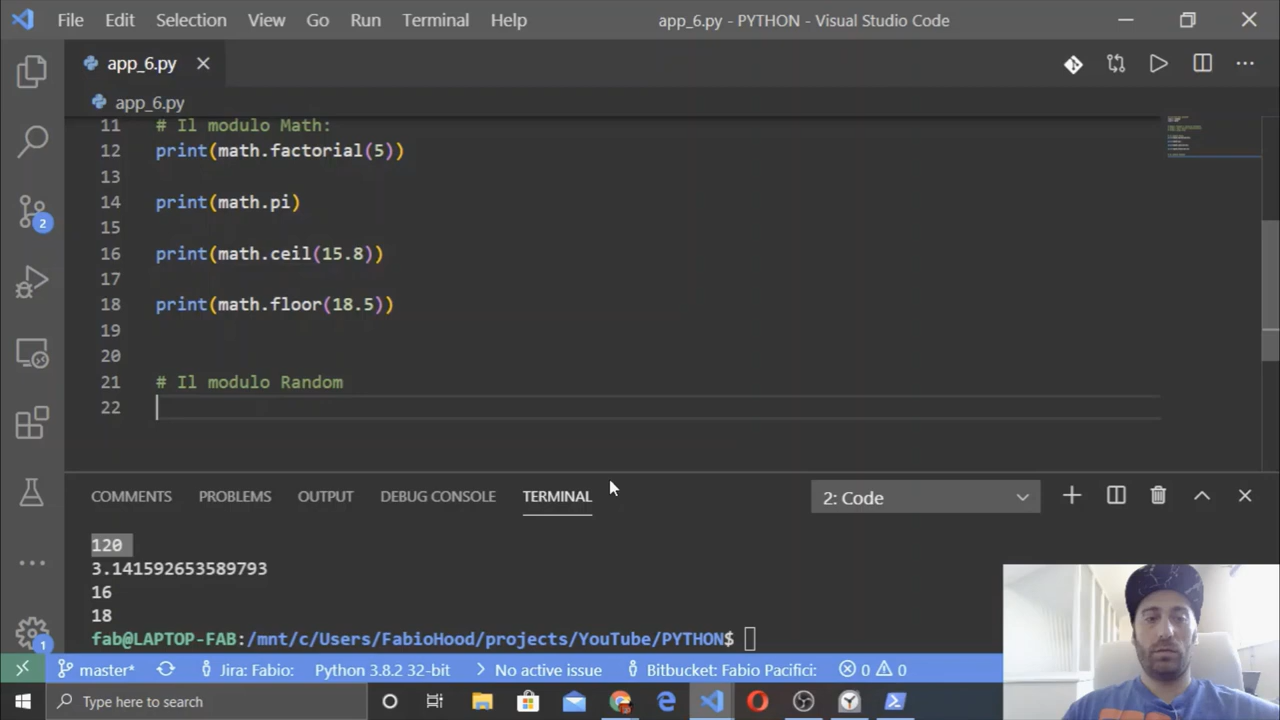 File Edit Selection View Go Run Terminal Help app_6.py - PYTHON - Visual Studio Code
app_6.py
app_6.py
11 # Il modulo Math:
12 print(math.factorial(5))
13
14 print(math.pi)
15
16 print(math.ceil(15.8))
17
18 print(math.floor(18.5))
19
20
21 # Il modulo Random
22
2
COMMENTS PROBLEMS OUTPUT DEBUG CONSOLE TERMINAL 2: Code
120
3.141592653589793
16
18
fab@LAPTOP-FAB:/mnt/c/Users/FabioHood/projects/YouTube/PYTHON$
1
master* Jira: Fabio: Python 3.8.2 32-bit No active issue Bitbucket: Fabio Pacifici: 0 0
Type here to search